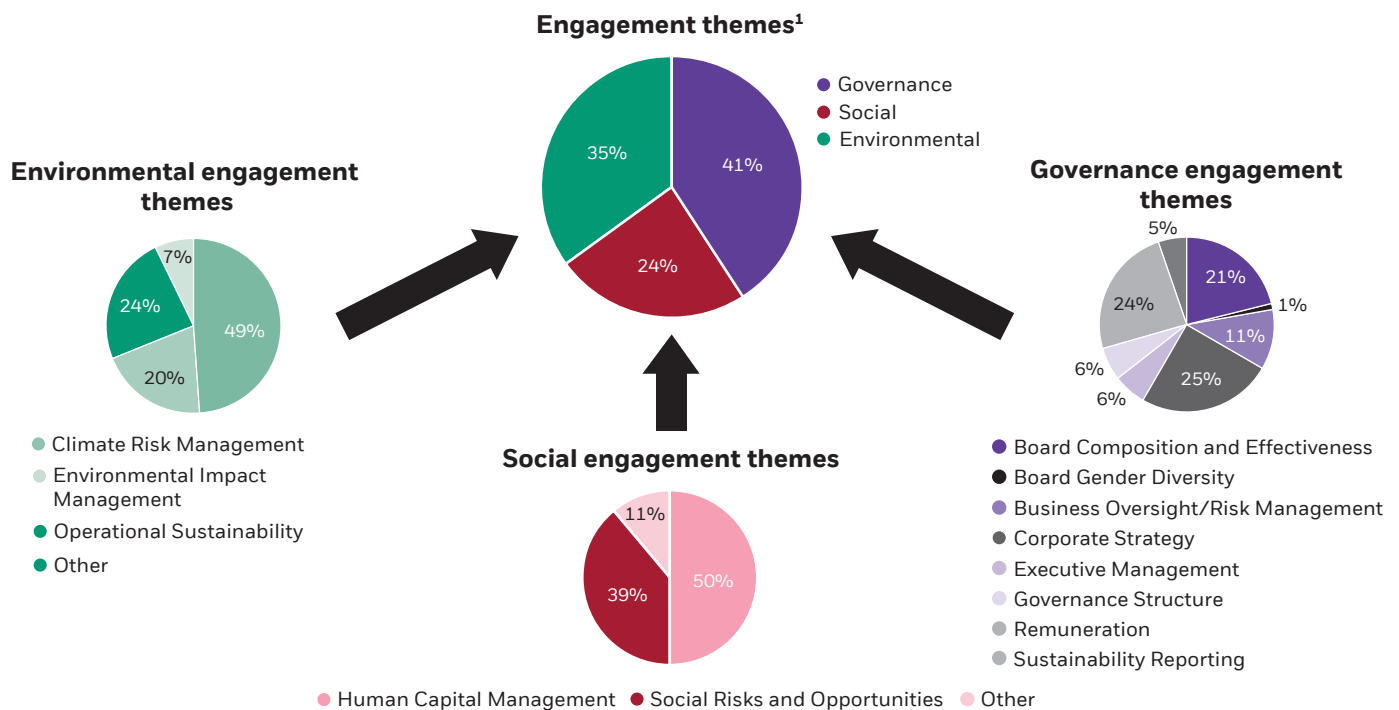 Engagement themes¹
Governance
Social
Environmental
35%
41%
24%
Environmental engagement
themes
7%
24%
49%
20%
Climate Risk Management
Environmental Impact
Management
Operational Sustainability
Other
Social engagement themes
11%
39%
50%
Human Capital Management
Social Risks and Opportunities
Other
Governance engagement
themes
5%
21%
1%
24%
11%
6%
6%
25%
Board Composition and Effectiveness
Board Gender Diversity
Business Oversight/Risk Management
Corporate Strategy
Executive Management
Governance Structure
Remuneration
Sustainability Reporting